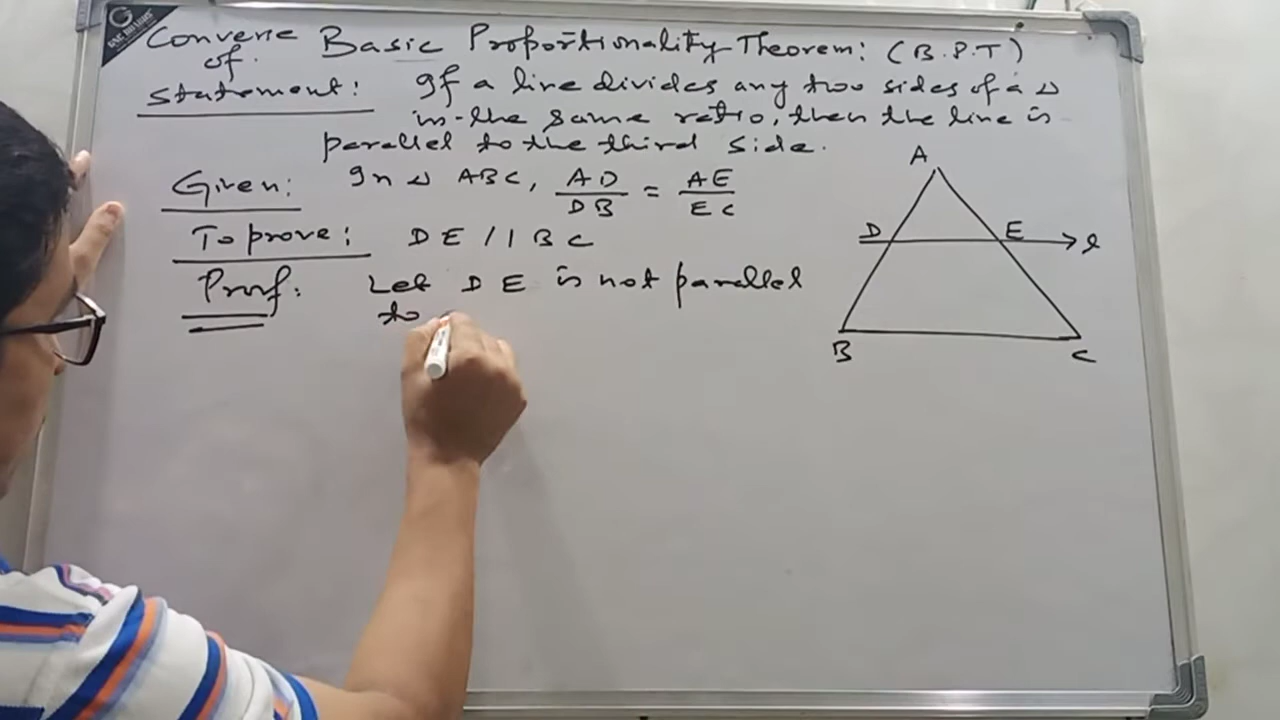 Converse Basic Proportionality Theorem: (B.P.T)
of.
Statement: If a line divides any two sides of a Δ
in the same ratio, then the line is
parallel to the third side.
Given: In Δ ABC, AD/DB = AE/EC
To prove: DE // BC
Proof: Let DE is not parallel
to
A
D E l
B C